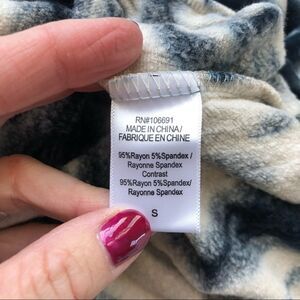 RN#106691
MADE IN CHINA/
FABRIQUE EN CHINE
95%Rayon 5%Spandex /
Rayonne Spandex
Contrast
95%Rayon 5%Spandex/
Rayonne Spandex
S